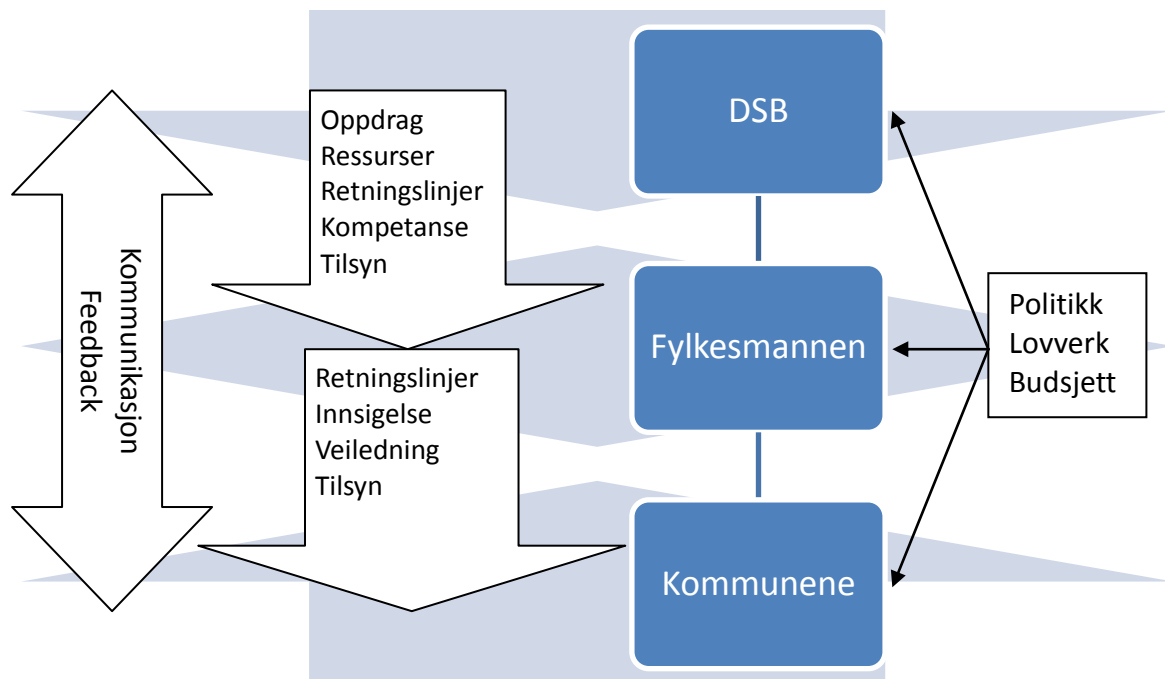 DSB
Oppdrag
Ressurser
Retningslinjer
Kompetanse
Tilsyn
Kommunikasjon
Feedback
Fylkesmannen
Politikk
Lovverk
Budsjett
Retningslinjer
Innsigelse
Veiledning
Tilsyn
Kommunene